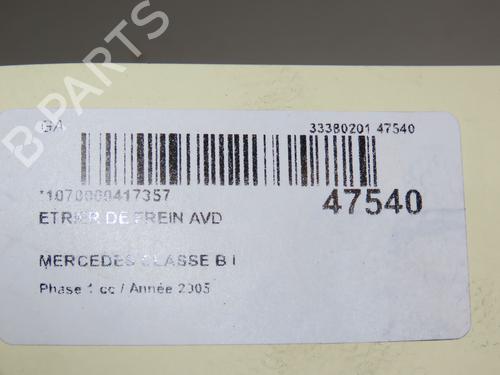 B-PARTS
GA
33380201 47540
*1070000417357
47540
ETRIER DE FREIN AVD
MERCEDES CLASSE B I
Phase 1 cc / Année 2005